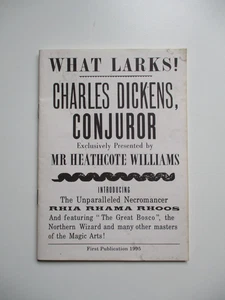 WHAT LARKS!
CHARLES DICKENS,
CONJUROR
Exclusively Presented by
MR HEATHCOTE WILLIAMS
INTRODUCING
The Unparalleled Necromancer
RHIA RHAMA RHOOS
And featuring "The Great Bosco", the
Northern Wizard and many other masters
of the Magic Arts!
First Publication